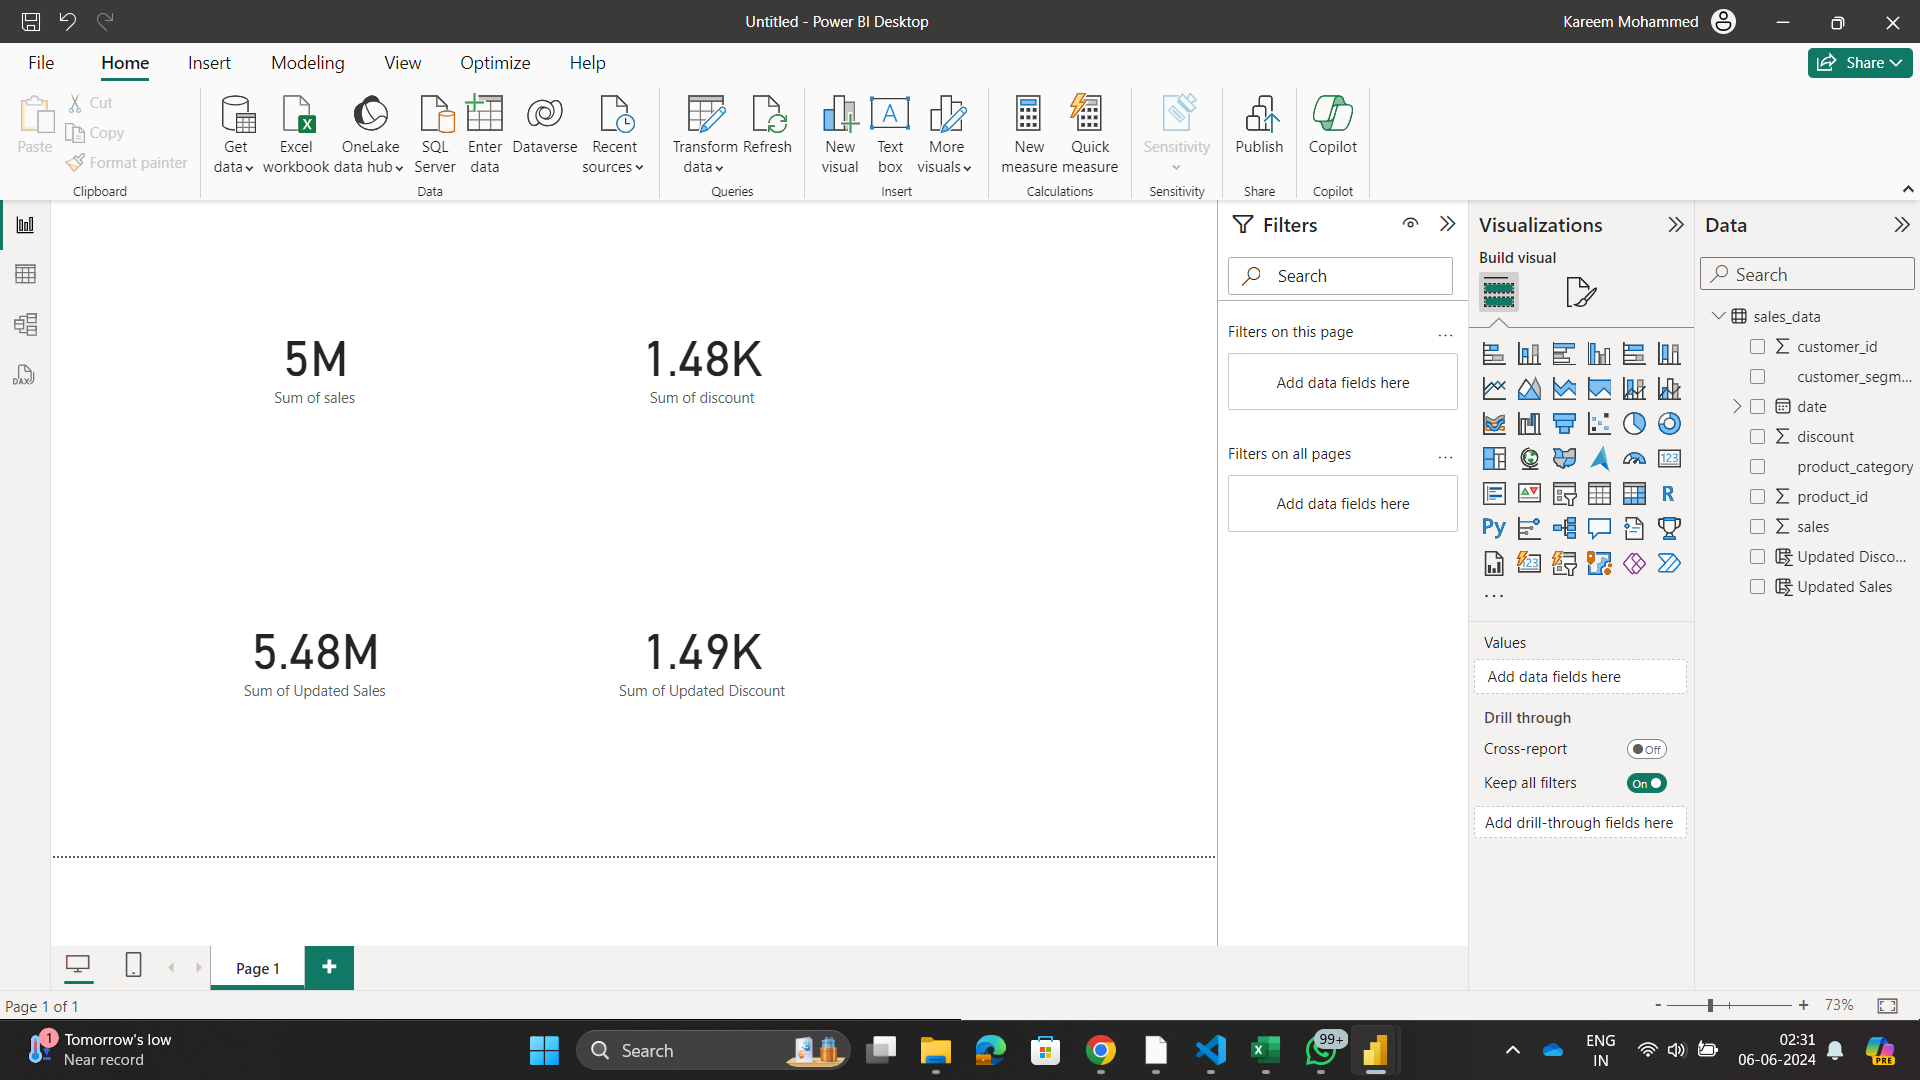 Untitled - Power BI Desktop
Kareem Mohammed
File
Home
Insert
Modeling
View
Optimize
Help
Share
Paste
Cut
Copy
Format painter
Clipboard
Get data
Excel workbook
OneLake data hub
SQL Server
Enter data
Dataverse
Recent sources
Data
Transform data
Refresh
Queries
New visual
Text box
More visuals
Insert
New measure
Quick measure
Calculations
Sensitivity
Sensitivity
Publish
Share
Copilot
Copilot
5M
Sum of sales
1.48K
Sum of discount
5.48M
Sum of Updated Sales
1.49K
Sum of Updated Discount
Filters
Search
Filters on this page
...
Add data fields here
Filters on all pages
...
Add data fields here
Visualizations
Build visual
123
R
Py
123
...
Values
Add data fields here
Drill through
Cross-report
Off
Keep all filters
On
Add drill-through fields here
Data
Search
sales_data
customer_id
customer_segm...
date
discount
product_category
product_id
sales
Updated Disco...
Updated Sales
DAX
Page 1
+
Page 1 of 1
-
+
73%
1
Tomorrow's low
Near record
Search
99+
ENG
IN
02:31
06-06-2024
PRE